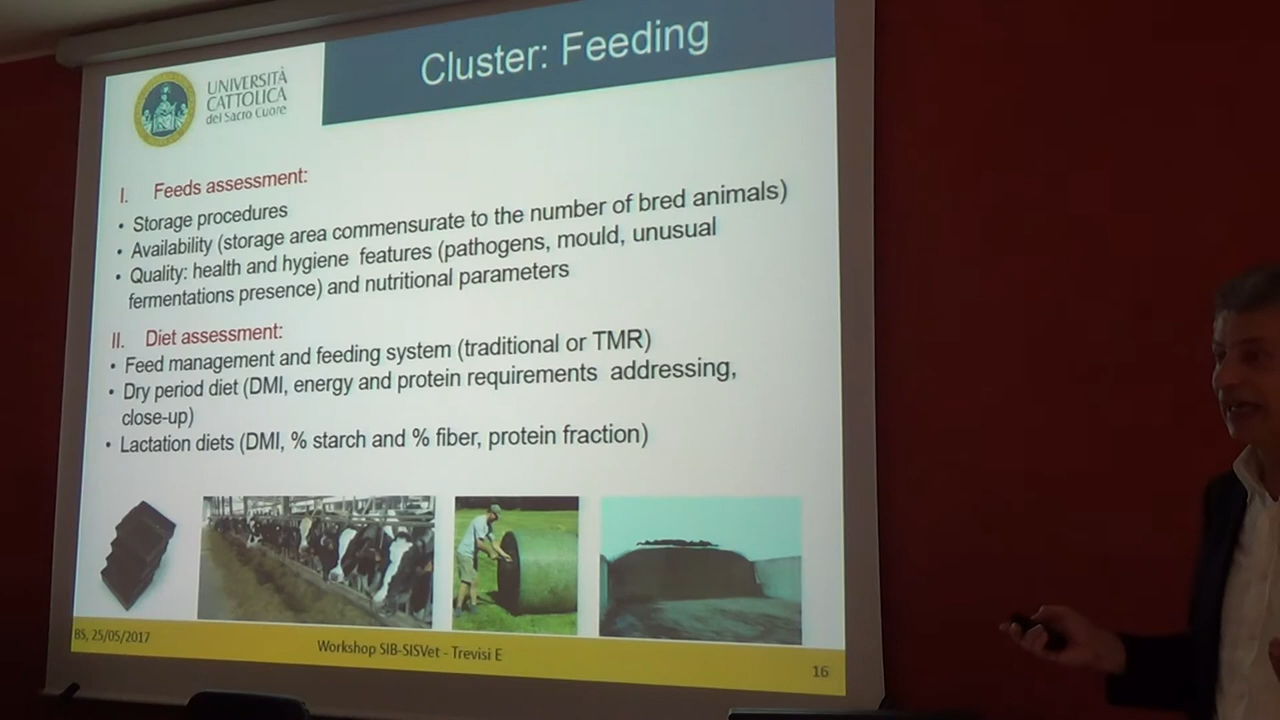 Cluster: Feeding
UNIVERSITÀ
CATTOLICA
del Sacro Cuore
I. Feeds assessment:
• Storage procedures
• Availability (storage area commensurate to the number of bred animals)
• Quality: health and hygiene features (pathogens, mould, unusual
fermentations presence) and nutritional parameters
II. Diet assessment:
• Feed management and feeding system (traditional or TMR)
• Dry period diet (DMI, energy and protein requirements addressing,
close-up)
• Lactation diets (DMI, % starch and % fiber, protein fraction)
BS, 25/05/2017
Workshop SIB-SISVet - Trevisi E
16